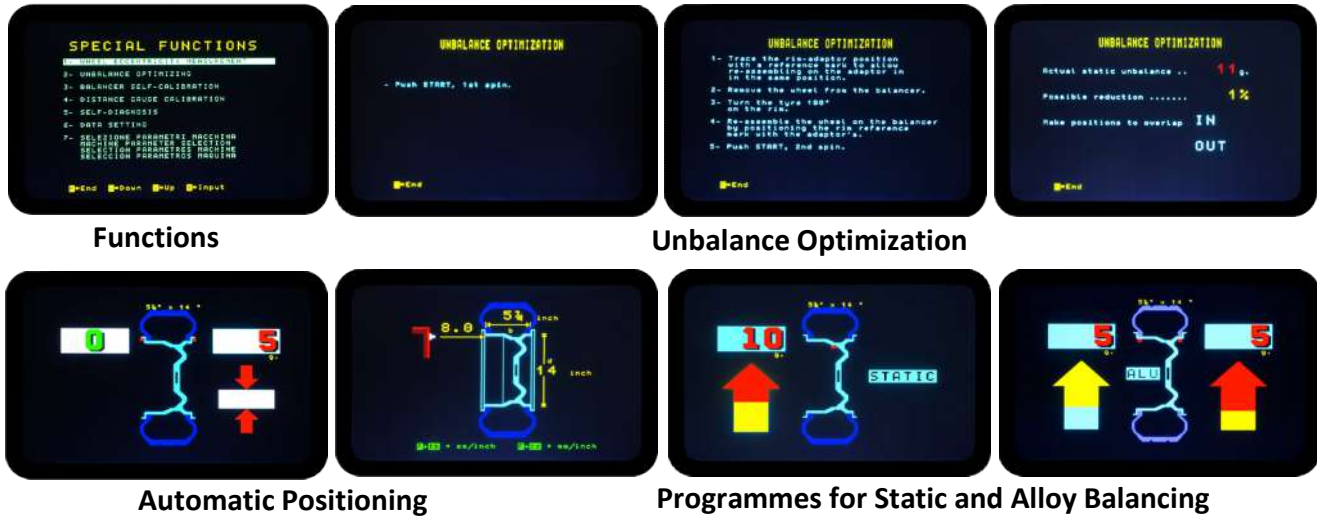 SPECIAL FUNCTIONS
1- WHEEL ECCENTRICITY MEASUREMENT
2- UNBALANCE OPTIMIZING
3- BALANCER SELF-CALIBRATION
4- DISTANCE GAUGE CALIBRATION
5- SELF-DIAGNOSIS
6- DATA SETTING
7- SELEZIONE PARAMETRI MACCHINA
MACHINE PARAMETER SELECTION
SELECTION PARAMETRES MACHINE
SELECCION PARAMETROS MAQUINA
=End =Down =Up =Input
UNBALANCE OPTIMIZATION
- Push START, 1st spin.
=End
UNBALANCE OPTIMIZATION
1- Trace the rim-adaptor position
with a reference mark to allow
re-assembling on the adaptor in
in the same position.
2- Remove the wheel from the balancer.
3- Turn the tyre 180°
on the rim.
4- Re-assemble the wheel on the balancer
by positioning the rim reference
mark with the adaptor's.
5- Push START, 2nd spin.
=End
UNBALANCE OPTIMIZATION
Actual static unbalance .. 11 g.
Possible reduction ....... 1%
Make positions to overlap IN
OUT
=End
Functions
Unbalance Optimization
5½" x 14 "
0
5
g.
5¾ inch
8.0
b
d
14 inch
mm/inch
mm/inch
5½" x 14 "
10
g.
STATIC
5½" x 14 "
5
g.
ALU
5
g.
Automatic Positioning
Programmes for Static and Alloy Balancing